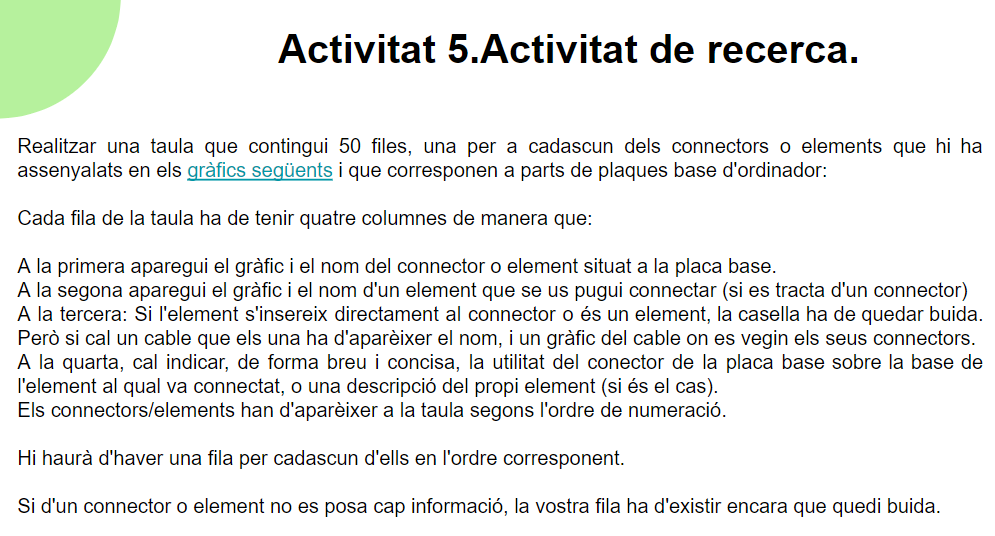 Activitat 5.Activitat de recerca.
Realitzar una taula que contingui 50 files, una per a cadascun dels connectors o elements que hi ha
assenyalats en els gràfics següents i que corresponen a parts de plaques base d'ordinador:
Cada fila de la taula ha de tenir quatre columnes de manera que:
A la primera aparegui el gràfic i el nom del connector o element situat a la placa base.
A la segona aparegui el gràfic i el nom d'un element que se us pugui connectar (si es tracta d'un connector)
A la tercera: Si l'element s'insereix directament al connector o és un element, la casella ha de quedar buida.
Però si cal un cable que els una ha d'aparèixer el nom, i un gràfic del cable on es vegin els seus connectors.
A la quarta, cal indicar, de forma breu i concisa, la utilitat del conector de la placa base sobre la base de
l'element al qual va connectat, o una descripció del propi element (si és el cas).
Els connectors/elements han d'aparèixer a la taula segons l'ordre de numeració.
Hi haurà d'haver una fila per cadascun d'ells en l'ordre corresponent.
Si d'un connector o element no es posa cap informació, la vostra fila ha d'existir encara que quedi buida.